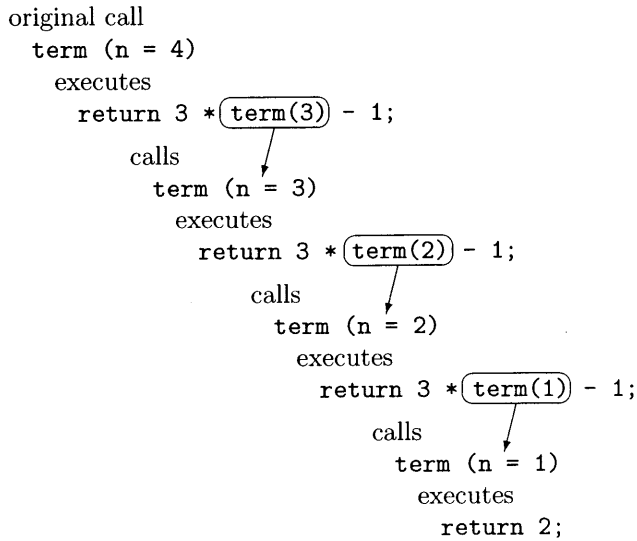 original call
term (n = 4)
executes
return 3 * term(3) - 1;
calls
term (n = 3)
executes
return 3 * term(2) - 1;
calls
term (n = 2)
executes
return 3 * term(1) - 1;
calls
term (n = 1)
executes
return 2;